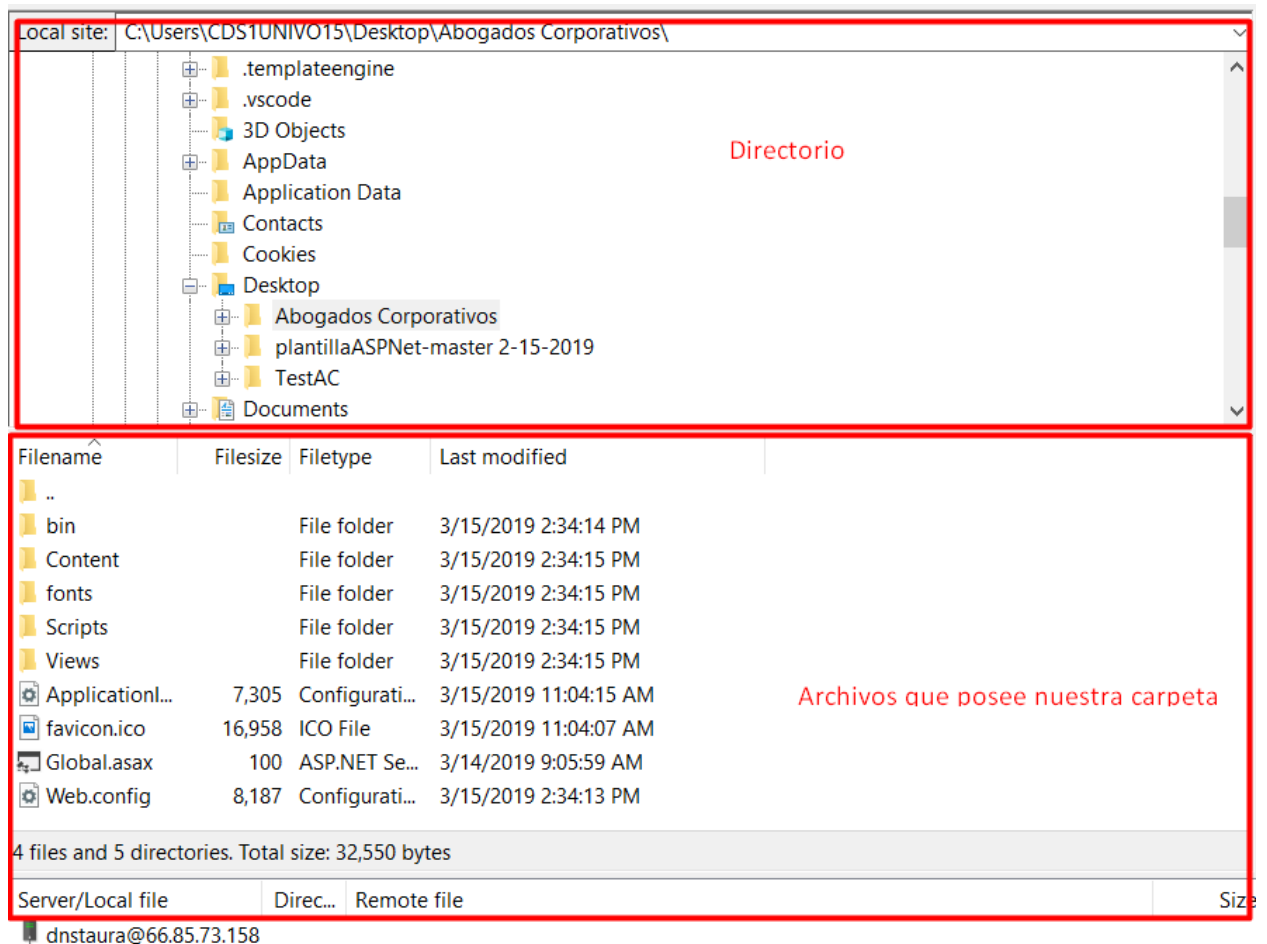 Local site: C:\Users\CDS1UNIVO15\Desktop\Abogados Corporativos\
.templateengine
.vscode
3D Objects
AppData
Application Data
Contacts
Cookies
Desktop
Abogados Corporativos
plantillaASPNet-master 2-15-2019
TestAC
Documents
Directorio
Filename Filesize Filetype Last modified
..
bin File folder 3/15/2019 2:34:14 PM
Content File folder 3/15/2019 2:34:15 PM
fonts File folder 3/15/2019 2:34:15 PM
Scripts File folder 3/15/2019 2:34:15 PM
Views File folder 3/15/2019 2:34:15 PM
ApplicationI... 7,305 Configurati... 3/15/2019 11:04:15 AM
favicon.ico 16,958 ICO File 3/15/2019 11:04:07 AM
Global.asax 100 ASP.NET Se... 3/14/2019 9:05:59 AM
Web.config 8,187 Configurati... 3/15/2019 2:34:13 PM
Archivos que posee nuestra carpeta
4 files and 5 directories. Total size: 32,550 bytes
Server/Local file Direc... Remote file Size
dnstaura@66.85.73.158